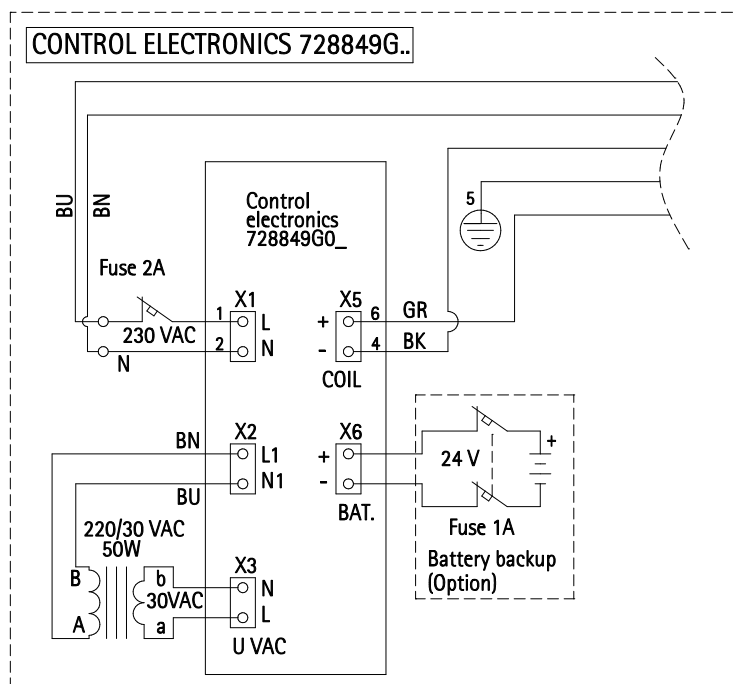 CONTROL ELECTRONICS 728849G..
BU
BN
Control
electronics
728849G0_
5
Fuse 2A
X1
X5
1
L
+
6
GR
230 VAC
2
N
-
4
BK
N
COIL
BN
X2
X6
L1
+
24 V
+
BU
N1
-
BAT.
Fuse 1A
220/30 VAC
50W
Battery backup
(Option)
X3
B
b
N
30VAC
A
a
L
U VAC